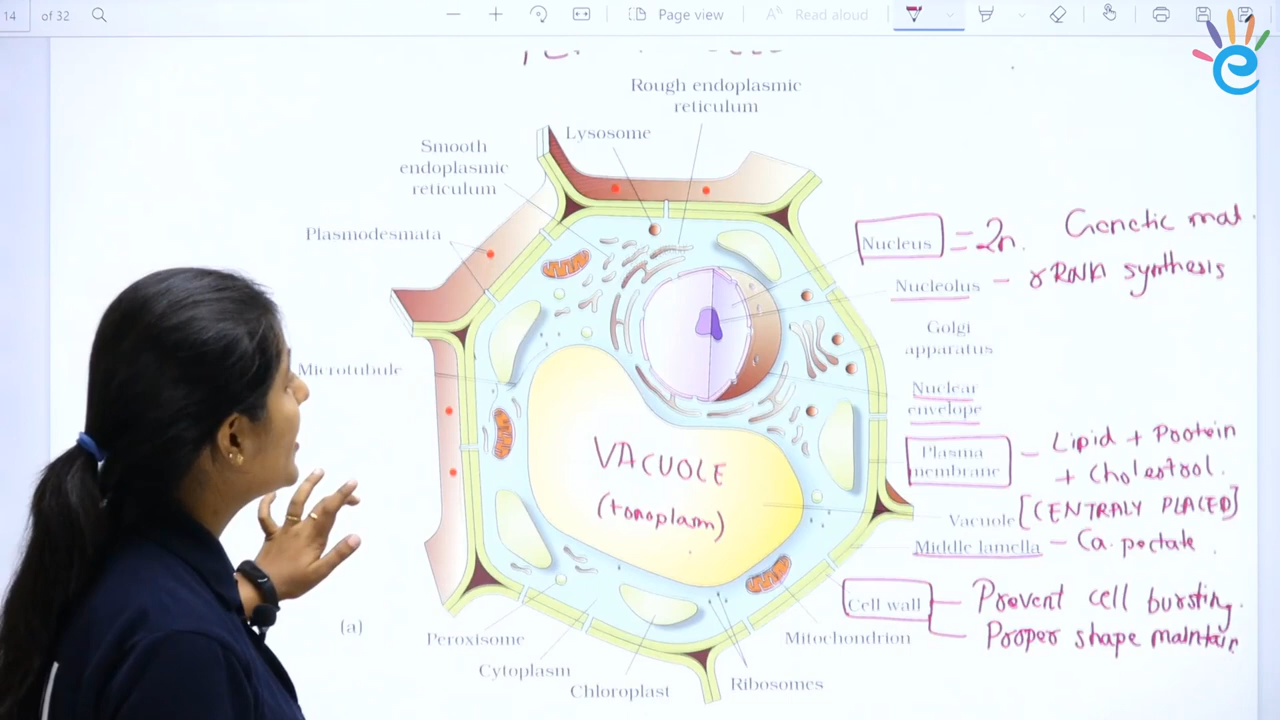 14 of 32
Page view
Read aloud
Rough endoplasmic
reticulum
Lysosome
Smooth
endoplasmic
reticulum
Plasmodesmata
Nucleus = 2n. Genetic mat.
Nucleolus - rRNA synthesis
Golgi
apparatus
Microtubule
Nuclear
envelope
Plasma
membrane
- Lipid + Protein
+ Cholestrol.
VACUOLE
(tonoplasm)
Vacuole [CENTRALY PLACED]
Middle lamella - Ca. pectate.
Cell wall
Prevent cell bursting.
Proper shape maintain
(a)
Peroxisome
Mitochondrion
Cytoplasm
Chloroplast
Ribosomes
e